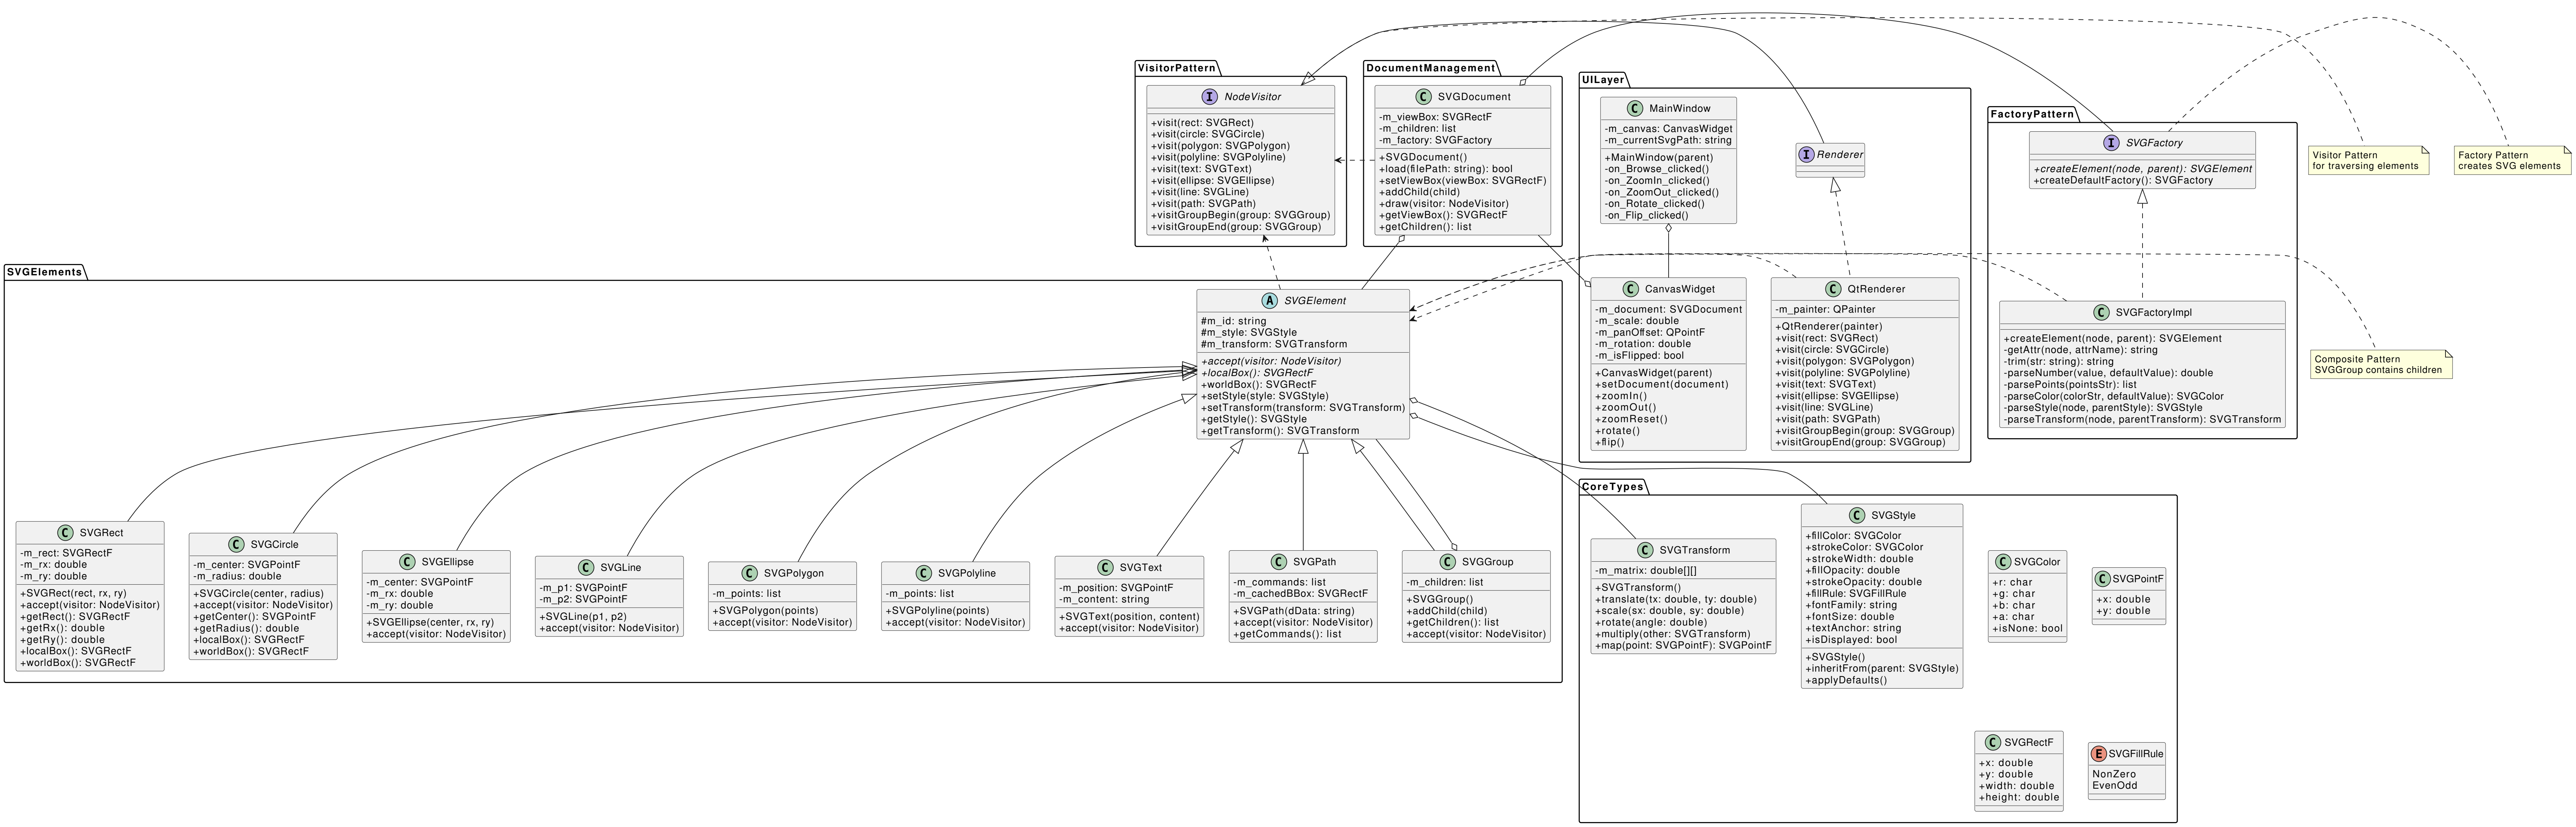 VisitorPattern
I NodeVisitor
+visit(rect: SVGRect)
+visit(circle: SVGCircle)
+visit(polygon: SVGPolygon)
+visit(polyline: SVGPolyline)
+visit(text: SVGText)
+visit(ellipse: SVGEllipse)
+visit(line: SVGLine)
+visit(path: SVGPath)
+visitGroupBegin(group: SVGGroup)
+visitGroupEnd(group: SVGGroup)
DocumentManagement
C SVGDocument
-m_viewBox: SVGRectF
-m_children: list
-m_factory: SVGFactory
+SVGDocument()
+load(filePath: string): bool
+setViewBox(viewBox: SVGRectF)
+addChild(child)
+draw(visitor: NodeVisitor)
+getViewBox(): SVGRectF
+getChildren(): list
UILayer
C MainWindow
-m_canvas: CanvasWidget
-m_currentSvgPath: string
+MainWindow(parent)
-on_Browse_clicked()
-on_ZoomIn_clicked()
-on_ZoomOut_clicked()
-on_Rotate_clicked()
-on_Flip_clicked()
I Renderer
C CanvasWidget
-m_document: SVGDocument
-m_scale: double
-m_panOffset: QPointF
-m_rotation: double
-m_isFlipped: bool
+CanvasWidget(parent)
+setDocument(document)
+zoomIn()
+zoomOut()
+zoomReset()
+rotate()
+flip()
C QtRenderer
-m_painter: QPainter
+QtRenderer(painter)
+visit(rect: SVGRect)
+visit(circle: SVGCircle)
+visit(polygon: SVGPolygon)
+visit(polyline: SVGPolyline)
+visit(text: SVGText)
+visit(ellipse: SVGEllipse)
+visit(line: SVGLine)
+visit(path: SVGPath)
+visitGroupBegin(group: SVGGroup)
+visitGroupEnd(group: SVGGroup)
FactoryPattern
I SVGFactory
+createElement(node, parent): SVGElement
+createDefaultFactory(): SVGFactory
C SVGFactoryImpl
+createElement(node, parent): SVGElement
-getAttr(node, attrName): string
-trim(str: string): string
-parseNumber(value, defaultValue): double
-parsePoints(pointsStr): list
-parseColor(colorStr, defaultValue): SVGColor
-parseStyle(node, parentStyle): SVGStyle
-parseTransform(node, parentTransform): SVGTransform
Visitor Pattern
for traversing elements
Factory Pattern
creates SVG elements
Composite Pattern
SVGGroup contains children
SVGElements
A SVGElement
#m_id: string
#m_style: SVGStyle
#m_transform: SVGTransform
+accept(visitor: NodeVisitor)
+localBox(): SVGRectF
+worldBox(): SVGRectF
+setStyle(style: SVGStyle)
+setTransform(transform: SVGTransform)
+getStyle(): SVGStyle
+getTransform(): SVGTransform
C SVGRect
-m_rect: SVGRectF
-m_rx: double
-m_ry: double
+SVGRect(rect, rx, ry)
+accept(visitor: NodeVisitor)
+getRect(): SVGRectF
+getRx(): double
+getRy(): double
+localBox(): SVGRectF
+worldBox(): SVGRectF
C SVGCircle
-m_center: SVGPointF
-m_radius: double
+SVGCircle(center, radius)
+accept(visitor: NodeVisitor)
+getCenter(): SVGPointF
+getRadius(): double
+localBox(): SVGRectF
+worldBox(): SVGRectF
C SVGEllipse
-m_center: SVGPointF
-m_rx: double
-m_ry: double
+SVGEllipse(center, rx, ry)
+accept(visitor: NodeVisitor)
C SVGLine
-m_p1: SVGPointF
-m_p2: SVGPointF
+SVGLine(p1, p2)
+accept(visitor: NodeVisitor)
C SVGPolygon
-m_points: list
+SVGPolygon(points)
+accept(visitor: NodeVisitor)
C SVGPolyline
-m_points: list
+SVGPolyline(points)
+accept(visitor: NodeVisitor)
C SVGText
-m_position: SVGPointF
-m_content: string
+SVGText(position, content)
+accept(visitor: NodeVisitor)
C SVGPath
-m_commands: list
-m_cachedBBox: SVGRectF
+SVGPath(dData: string)
+accept(visitor: NodeVisitor)
+getCommands(): list
C SVGGroup
-m_children: list
+SVGGroup()
+addChild(child)
+getChildren(): list
+accept(visitor: NodeVisitor)
CoreTypes
C SVGTransform
-m_matrix: double[][]
+SVGTransform()
+translate(tx: double, ty: double)
+scale(sx: double, sy: double)
+rotate(angle: double)
+multiply(other: SVGTransform)
+map(point: SVGPointF): SVGPointF
C SVGStyle
+fillColor: SVGColor
+strokeColor: SVGColor
+strokeWidth: double
+fillOpacity: double
+strokeOpacity: double
+fillRule: SVGFillRule
+fontFamily: string
+fontSize: double
+textAnchor: string
+isDisplayed: bool
+SVGStyle()
+inheritFrom(parent: SVGStyle)
+applyDefaults()
C SVGColor
+r: char
+g: char
+b: char
+a: char
+isNone: bool
C SVGPointF
+x: double
+y: double
C SVGRectF
+x: double
+y: double
+width: double
+height: double
E SVGFillRule
NonZero
EvenOdd